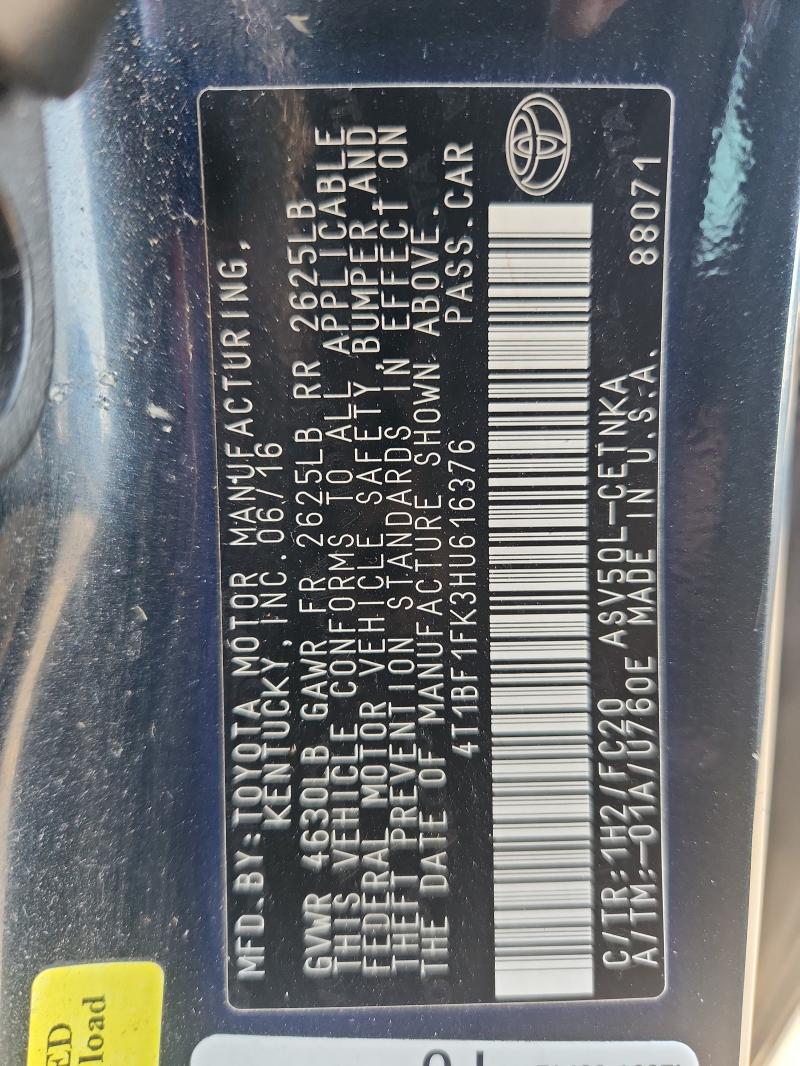 MFD.BY:TOYOTA MOTOR MANUFACTURING,
KENTUCKY,INC.06/16
GVWR 4630LB GAWR FR 2625LB RR 2625LB
THIS VEHICLE CONFORMS TO ALL APPLICABLE
FEDERAL MOTOR VEHICLE SAFETY,BUMPER,AND
THEFT PREVENTION STANDARDS IN EFFECT ON
THE DATE OF MANUFACTURE SHOWN ABOVE.
4T1BF1FK3HU616376 PASS.CAR
C/TR:1H2/FC20 ASV50L-CETNKA
A/TM:-01A/U760E MADE IN U.S.A. 88071
ED
load